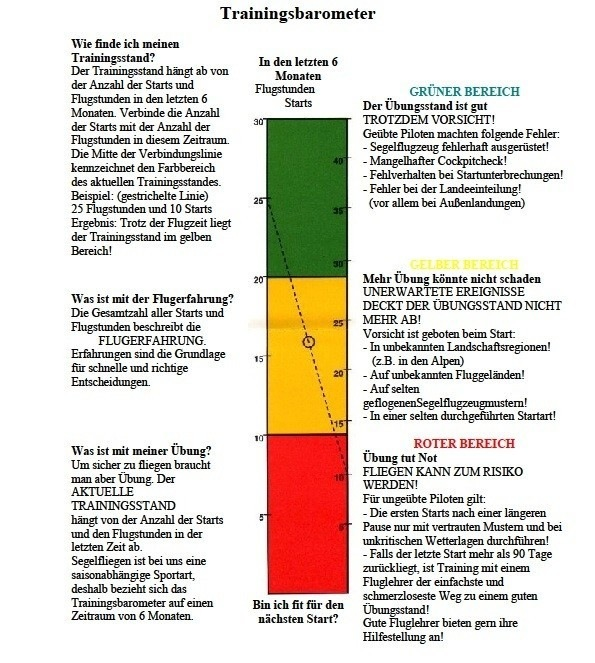 Trainingsbarometer
Wie finde ich meinen
Trainingsstand?
Der Trainingsstand hängt ab von
der Anzahl der Starts und
Flugstunden in den letzten 6
Monaten. Verbinde die Anzahl
der Starts mit der Anzahl der
Flugstunden in diesem Zeitraum.
Die Mitte der Verbindungslinie
kennzeichnet den Farbbereich
des aktuellen Trainingsstandes.
Beispiel: (gestrichelte Linie)
25 Flugstunden und 10 Starts
Ergebnis: Trotz der Flugzeit liegt
der Trainingsstand im gelben
Bereich!
Was ist mit der Flugerfahrung?
Die Gesamtzahl aller Starts und
Flugstunden beschreibt die
FLUGERFAHRUNG.
Erfahrungen sind die Grundlage
für schnelle und richtige
Entscheidungen.
Was ist mit meiner Übung?
Um sicher zu fliegen braucht
man aber Übung. Der
AKTUELLE
TRAININGSSTAND
hängt von der Anzahl der Starts
und den Flugstunden in der
letzten Zeit ab.
Segelfliegen ist bei uns eine
saisonabhängige Sportart,
deshalb bezieht sich das
Trainingsbarometer auf einen
Zeitraum von 6 Monaten.
In den letzten 6
Monaten
Flugstunden
Starts
30
40
25
35
30
20
25
15
20
15
10
10
5
Bin ich fit für den
nächsten Start?
GRÜNER BEREICH
Der Übungsstand ist gut
TROTZDEM VORSICHT!
Geübte Piloten machten folgende Fehler:
- Segelflugzeug fehlerhaft ausgerüstet!
- Mangelhafter Cockpitcheck!
- Fehlverhalten bei Startunterbrechungen!
- Fehler bei der Landeeinteilung!
(vor allem bei Außenlandungen)
GELBER BEREICH
Mehr Übung könnte nicht schaden
UNERWARTETE EREIGNISSE
DECKT DER ÜBUNGSSTAND NICHT
MEHR AB!
Vorsicht ist geboten beim Start:
- In unbekannten Landschaftsregionen!
(z.B. in den Alpen)
- Auf unbekannten Fluggeländen!
- Auf selten
geflogenenSegelflugzeugmustern!
- In einer selten durchgeführten Startart!
ROTER BEREICH
Übung tut Not
FLIEGEN KANN ZUM RISIKO
WERDEN!
Für ungeübte Piloten gilt:
- Die ersten Starts nach einer längeren
Pause nur mit vertrauten Mustern und bei
unkritischen Wetterlagen durchführen!
- Falls der letzte Start mehr als 90 Tage
zurückliegt, ist Training mit einem
Fluglehrer der einfachste und
schmerzloseste Weg zu einem guten
Übungsstand!
Gute Fluglehrer bieten gern ihre
Hilfestellung an!